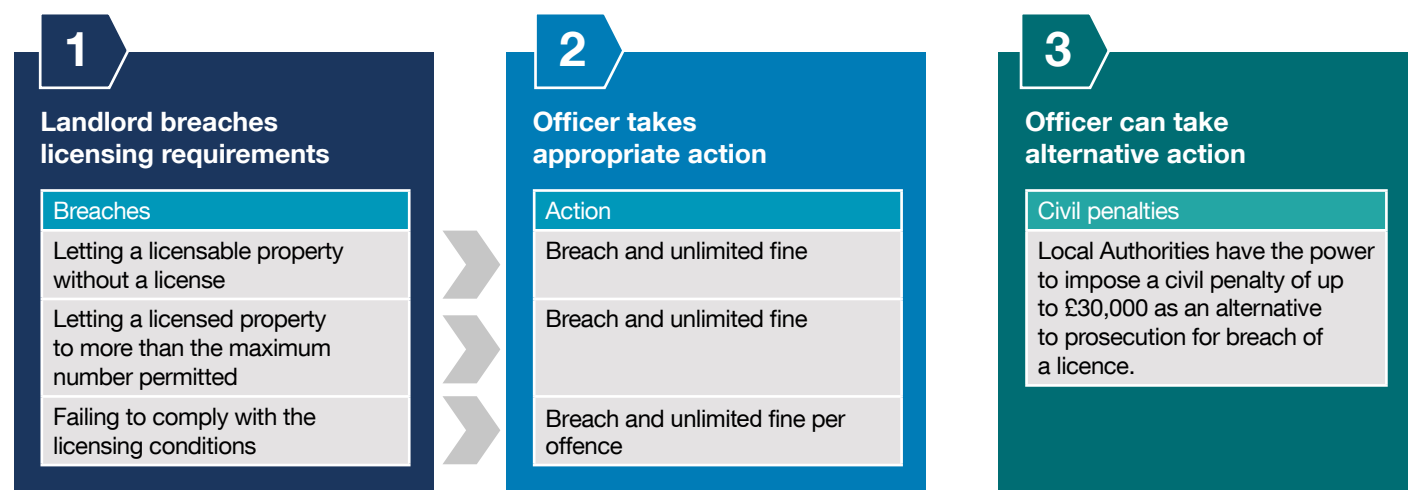 1
Landlord breaches
licensing requirements
Breaches
Letting a licensable property
without a license
Letting a licensed property
to more than the maximum
number permitted
Failing to comply with the
licensing conditions
2
Officer takes
appropriate action
Action
Breach and unlimited fine
Breach and unlimited fine
Breach and unlimited fine per
offence
3
Officer can take
alternative action
Civil penalties
Local Authorities have the power
to impose a civil penalty of up
to £30,000 as an alternative
to prosecution for breach of
a licence.